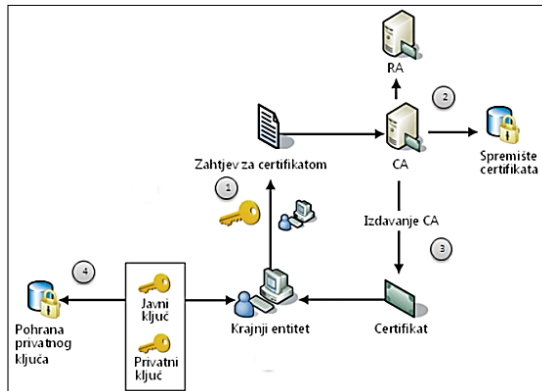 RA
2
CA
Spremište
certifikata
Zahtjev za certifikatom
1
Izdavanje CA
3
4
Javni
ključ
Privatni
ključ
Pohrana
privatnog
ključa
Krajnji entitet
Certifikat